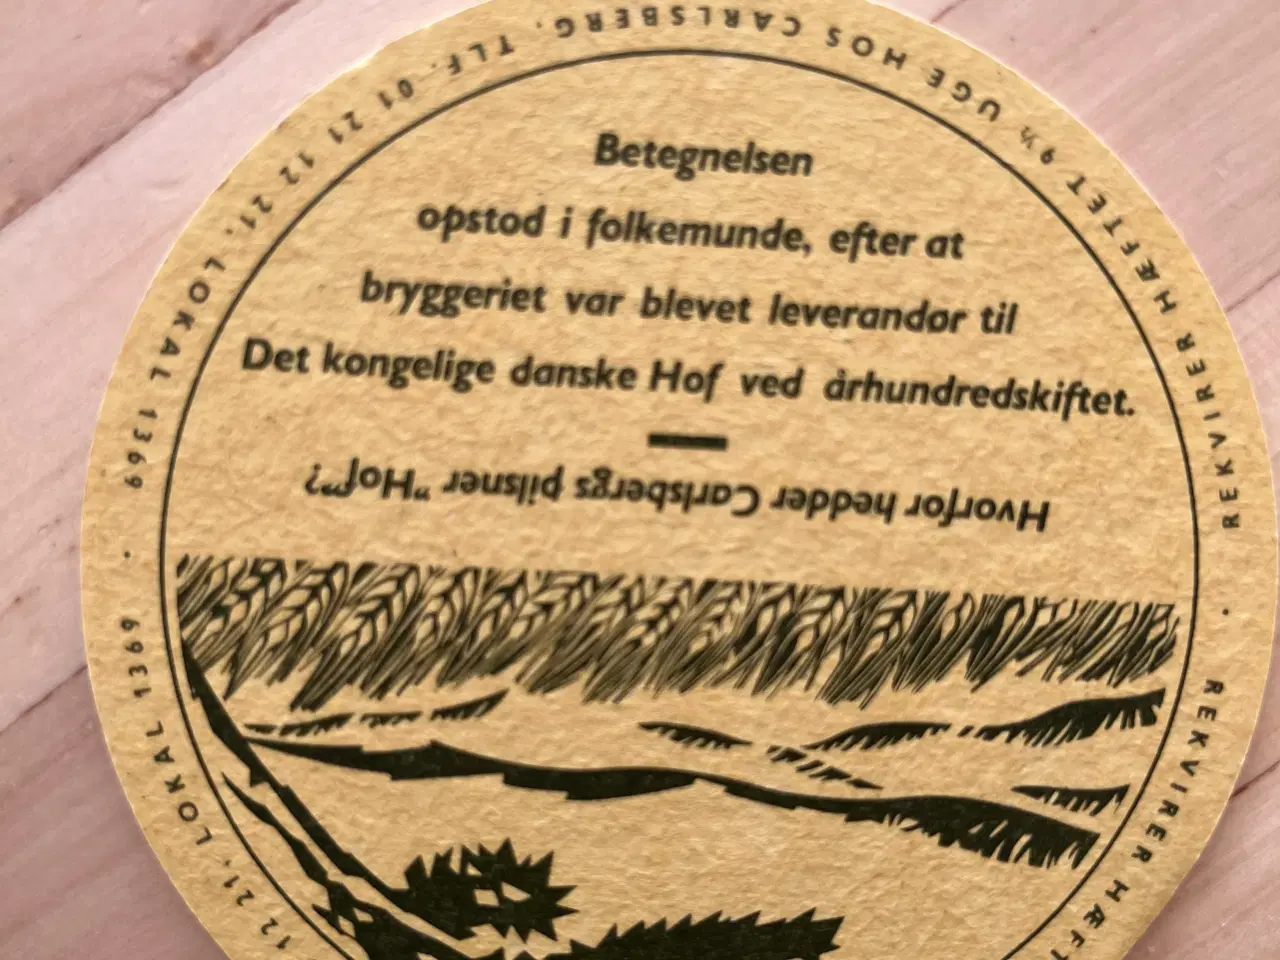 Betegnelsen
opstod i folkemunde, efter at
bryggeriet var blevet leverandør til
Det kongelige danske Hof ved århundredskiftet.
Hvorfor hedder Carlsbergs pilsner "Hof"?
REKVIRER HÆFTET 9½ UGE HOS CARLSBERG. TLF. 01 21 12 21, LOKAL 1369 ·
REKVIRER HÆFT
12 21, LOKAL 1369